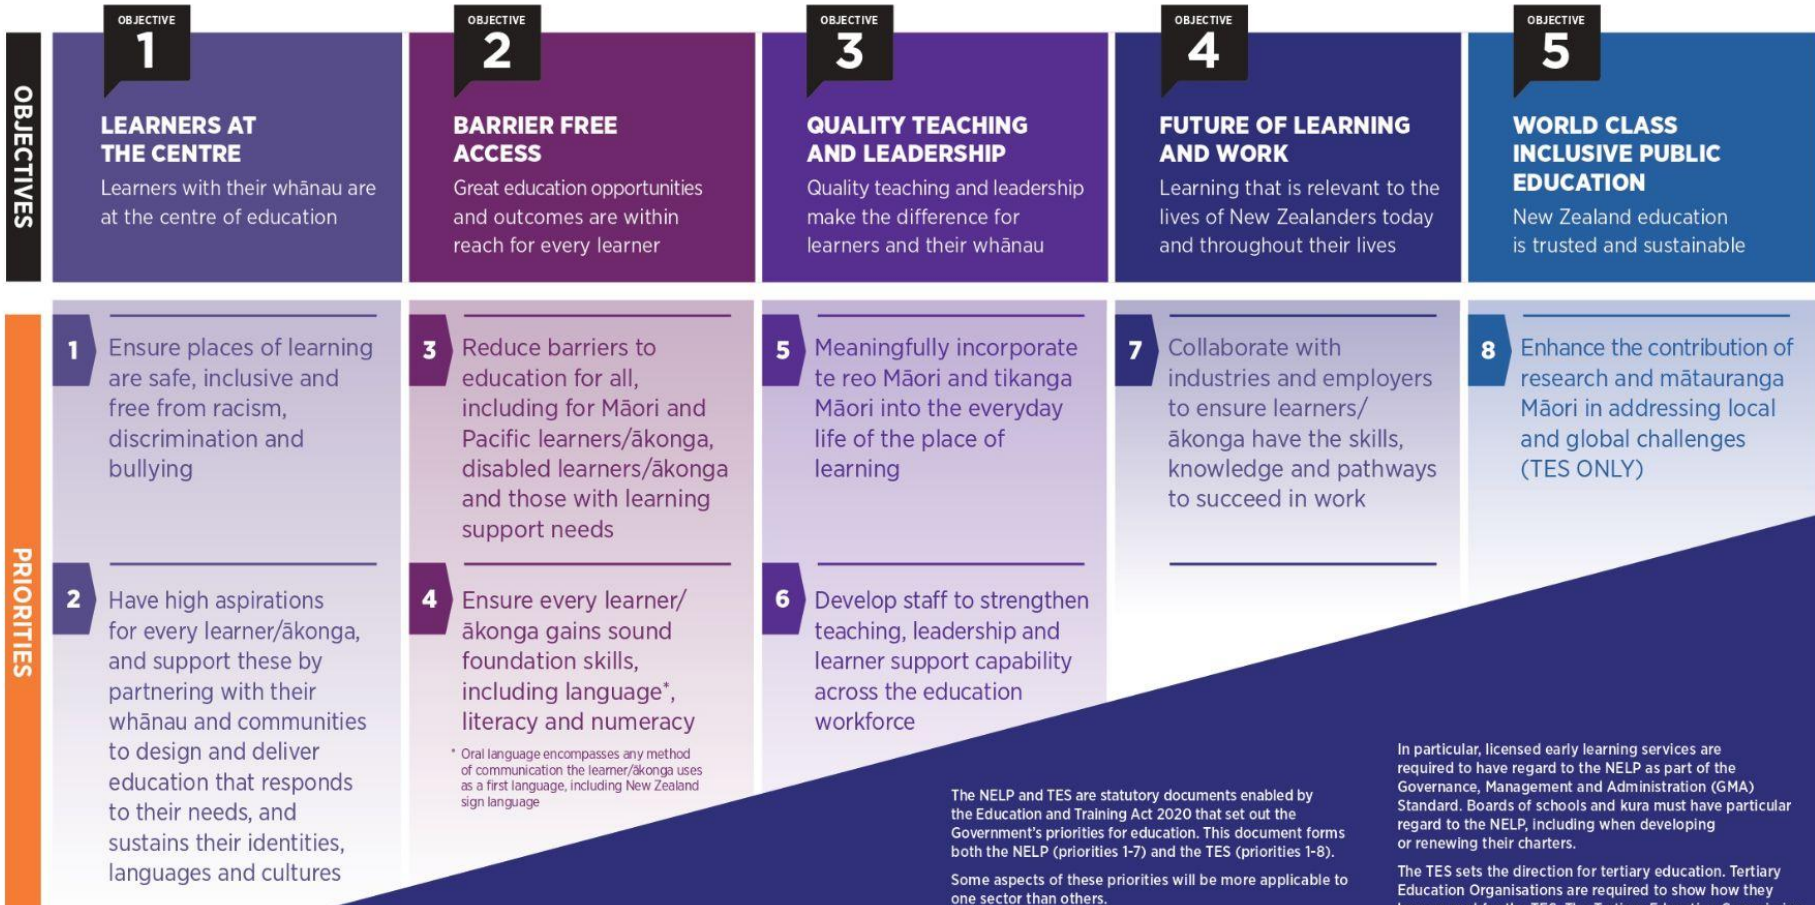 OBJECTIVES
OBJECTIVE
1
LEARNERS AT
THE CENTRE
Learners with their whānau are
at the centre of education
OBJECTIVE
2
BARRIER FREE
ACCESS
Great education opportunities
and outcomes are within
reach for every learner
OBJECTIVE
3
QUALITY TEACHING
AND LEADERSHIP
Quality teaching and leadership
make the difference for
learners and their whānau
OBJECTIVE
4
FUTURE OF LEARNING
AND WORK
Learning that is relevant to the
lives of New Zealanders today
and throughout their lives
OBJECTIVE
5
WORLD CLASS
INCLUSIVE PUBLIC
EDUCATION
New Zealand education
is trusted and sustainable
PRIORITIES
1
Ensure places of learning
are safe, inclusive and
free from racism,
discrimination and
bullying
2
Have high aspirations
for every learner/ākonga,
and support these by
partnering with their
whānau and communities
to design and deliver
education that responds
to their needs, and
sustains their identities,
languages and cultures
3
Reduce barriers to
education for all,
including for Māori and
Pacific learners/ākonga,
disabled learners/ākonga
and those with learning
support needs
4
Ensure every learner/
ākonga gains sound
foundation skills,
including language*,
literacy and numeracy
* Oral language encompasses any method
of communication the learner/ākonga uses
as a first language, including New Zealand
sign language
5
Meaningfully incorporate
te reo Māori and tikanga
Māori into the everyday
life of the place of
learning
6
Develop staff to strengthen
teaching, leadership and
learner support capability
across the education
workforce
7
Collaborate with
industries and employers
to ensure learners/
ākonga have the skills,
knowledge and pathways
to succeed in work
8
Enhance the contribution of
research and mātauranga
Māori in addressing local
and global challenges
(TES ONLY)
The NELP and TES are statutory documents enabled by
the Education and Training Act 2020 that set out the
Government's priorities for education. This document forms
both the NELP (priorities 1-7) and the TES (priorities 1-8).
Some aspects of these priorities will be more applicable to
one sector than others.
In particular, licensed early learning services are
required to have regard to the NELP as part of the
Governance, Management and Administration (GMA)
Standard. Boards of schools and kura must have particular
regard to the NELP, including when developing
or renewing their charters.
The TES sets the direction for tertiary education. Tertiary
Education Organisations are required to show how they